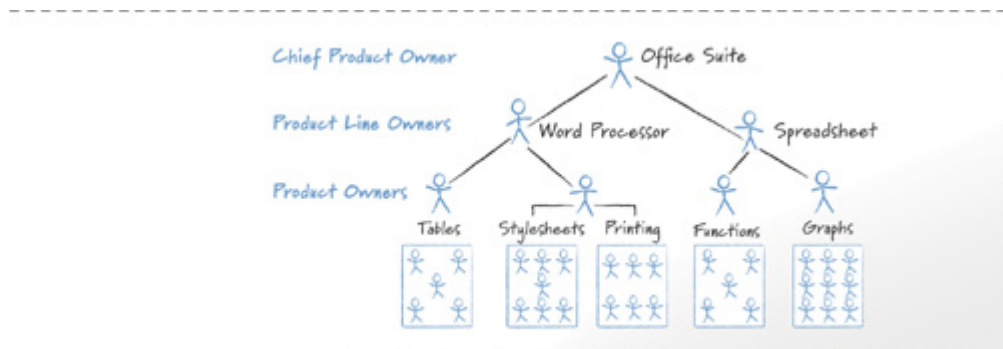 Chief Product Owner Office Suite
Product Line Owners Word Processor Spreadsheet
Product Owners
Tables Stylesheets Printing Functions Graphs